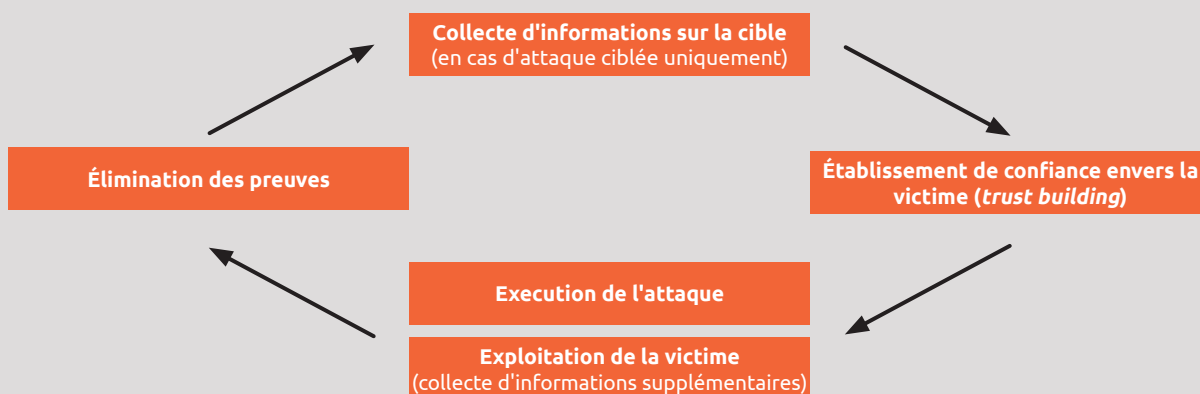 Collecte d'informations sur la cible
(en cas d'attaque ciblée uniquement)
Élimination des preuves
Établissement de confiance envers la
victime (trust building)
Execution de l'attaque
Exploitation de la victime
(collecte d'informations supplémentaires)